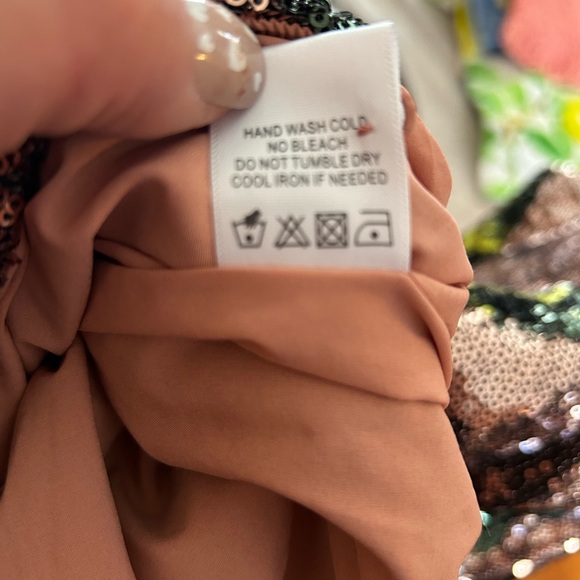 HAND WASH COLD
NO BLEACH
DO NOT TUMBLE DRY
COOL IRON IF NEEDED